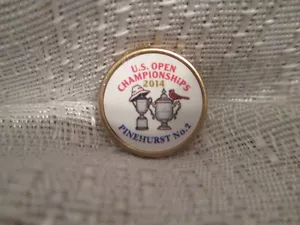 U.S. OPEN
CHAMPIONSHIPS
2014
PINEHURST No. 2